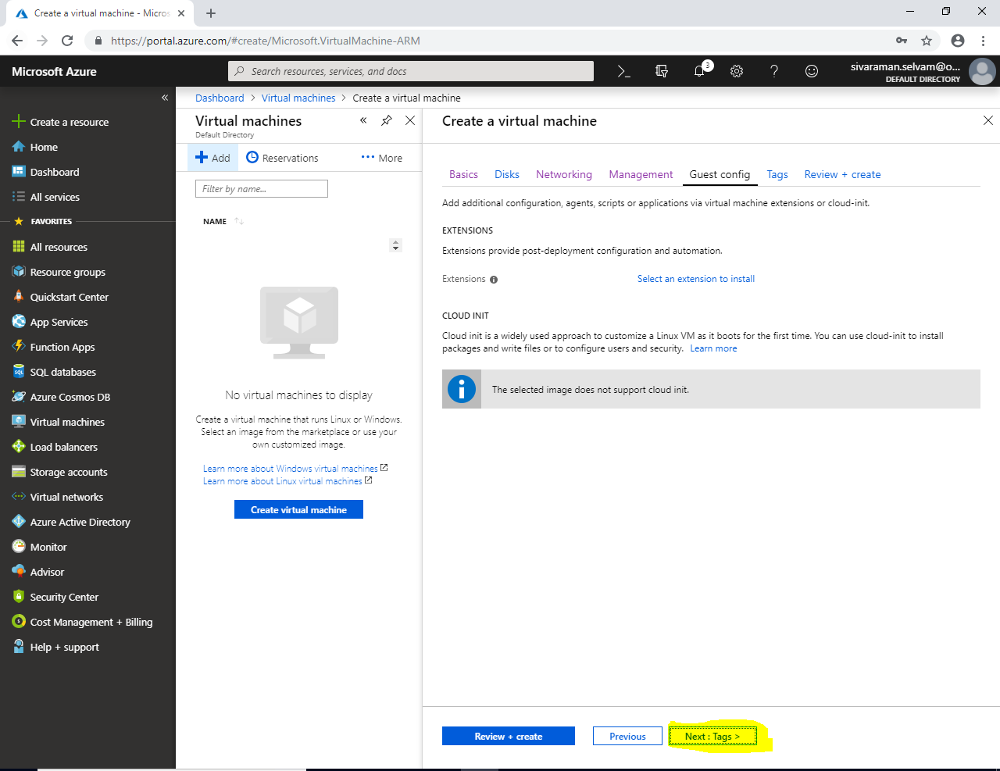 Create a virtual machine - Micros
https://portal.azure.com/#create/Microsoft.VirtualMachine-ARM
Microsoft Azure
Search resources, services, and docs
3
sivaraman.selvam@o...
DEFAULT DIRECTORY
Create a resource
Home
Dashboard
All services
FAVORITES
All resources
Resource groups
Quickstart Center
App Services
Function Apps
SQL databases
Azure Cosmos DB
Virtual machines
Load balancers
Storage accounts
Virtual networks
Azure Active Directory
Monitor
Advisor
Security Center
Cost Management + Billing
Help + support
Dashboard > Virtual machines > Create a virtual machine
Virtual machines
Default Directory
Add Reservations More
Filter by name...
NAME
No virtual machines to display
Create a virtual machine that runs Linux or Windows.
Select an image from the marketplace or use your
own customized image.
Learn more about Windows virtual machines
Learn more about Linux virtual machines
Create virtual machine
Create a virtual machine
Basics Disks Networking Management Guest config Tags Review + create
Add additional configuration, agents, scripts or applications via virtual machine extensions or cloud-init.
EXTENSIONS
Extensions provide post-deployment configuration and automation.
Extensions Select an extension to install
CLOUD INIT
Cloud init is a widely used approach to customize a Linux VM as it boots for the first time. You can use cloud-init to install
packages and write files or to configure users and security. Learn more
The selected image does not support cloud init.
Review + create Previous Next : Tags >